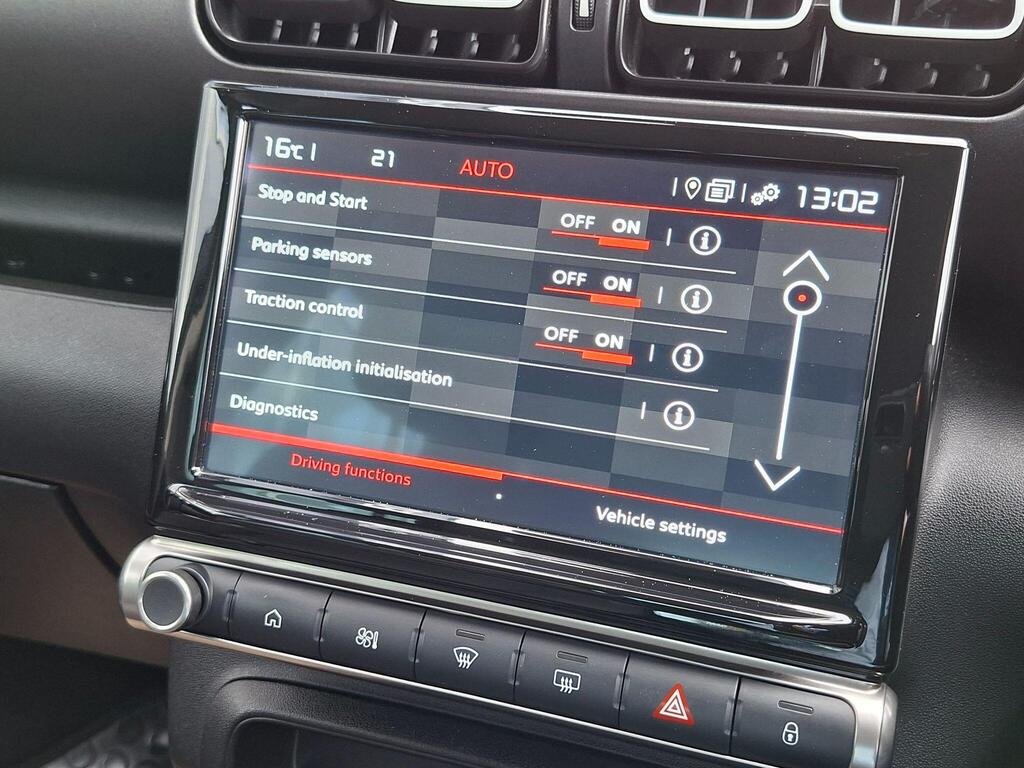 16°C 21 AUTO 13:02
Stop and Start OFF ON i
Parking sensors OFF ON i
Traction control OFF ON i
Under-inflation initialisation i
Diagnostics
Driving functions Vehicle settings